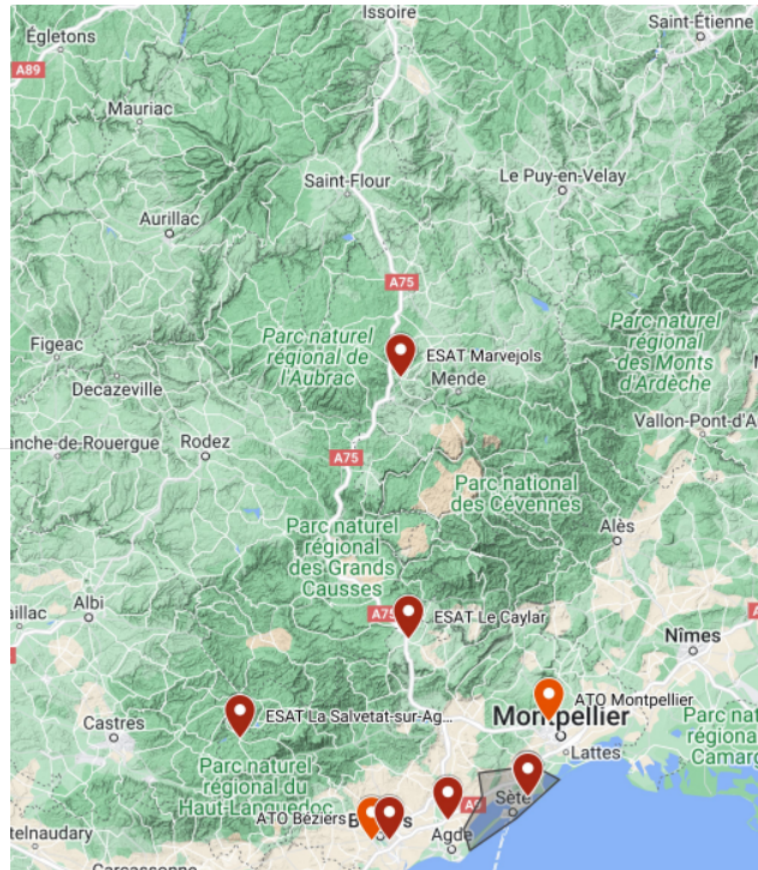 Issoire
Égletons
Saint-Étienne
A89
Mauriac
Saint-Flour
Le Puy-en-Velay
Aurillac
A75
Parc naturel
régional de
l'Aubrac
ESAT Marvejols
Parc naturel
régional
des Monts
d'Ardèche
Figeac
Decazeville
Mende
Vallon-Pont-d'A
anche-de-Rouergue
Rodez
A75
Parc national
des Cévennes
Parc naturel
régional
des Grands
Causses
Alès
Albi
aillac
A75
ESAT Le Caylar
Nîmes
ATO Montpellier
Montpellier
ESAT La Salvetat-sur-Ag...
Castres
Lattes
Parc nat
régional
Camarg
Parc naturel
régional du
Haut-Languedoc
A9
Sète
ATO Béziers
telnaudary
Agde
Carcassonne